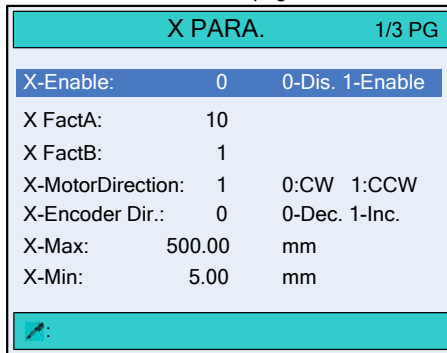 X PARA. 1/3 PG
X-Enable: 0 0-Dis. 1-Enable
X FactA: 10
X FactB: 1
X-MotorDirection: 1 0:CW 1:CCW
X-Encoder Dir.: 0 0-Dec. 1-Inc.
X-Max: 500.00 mm
X-Min: 5.00 mm
: